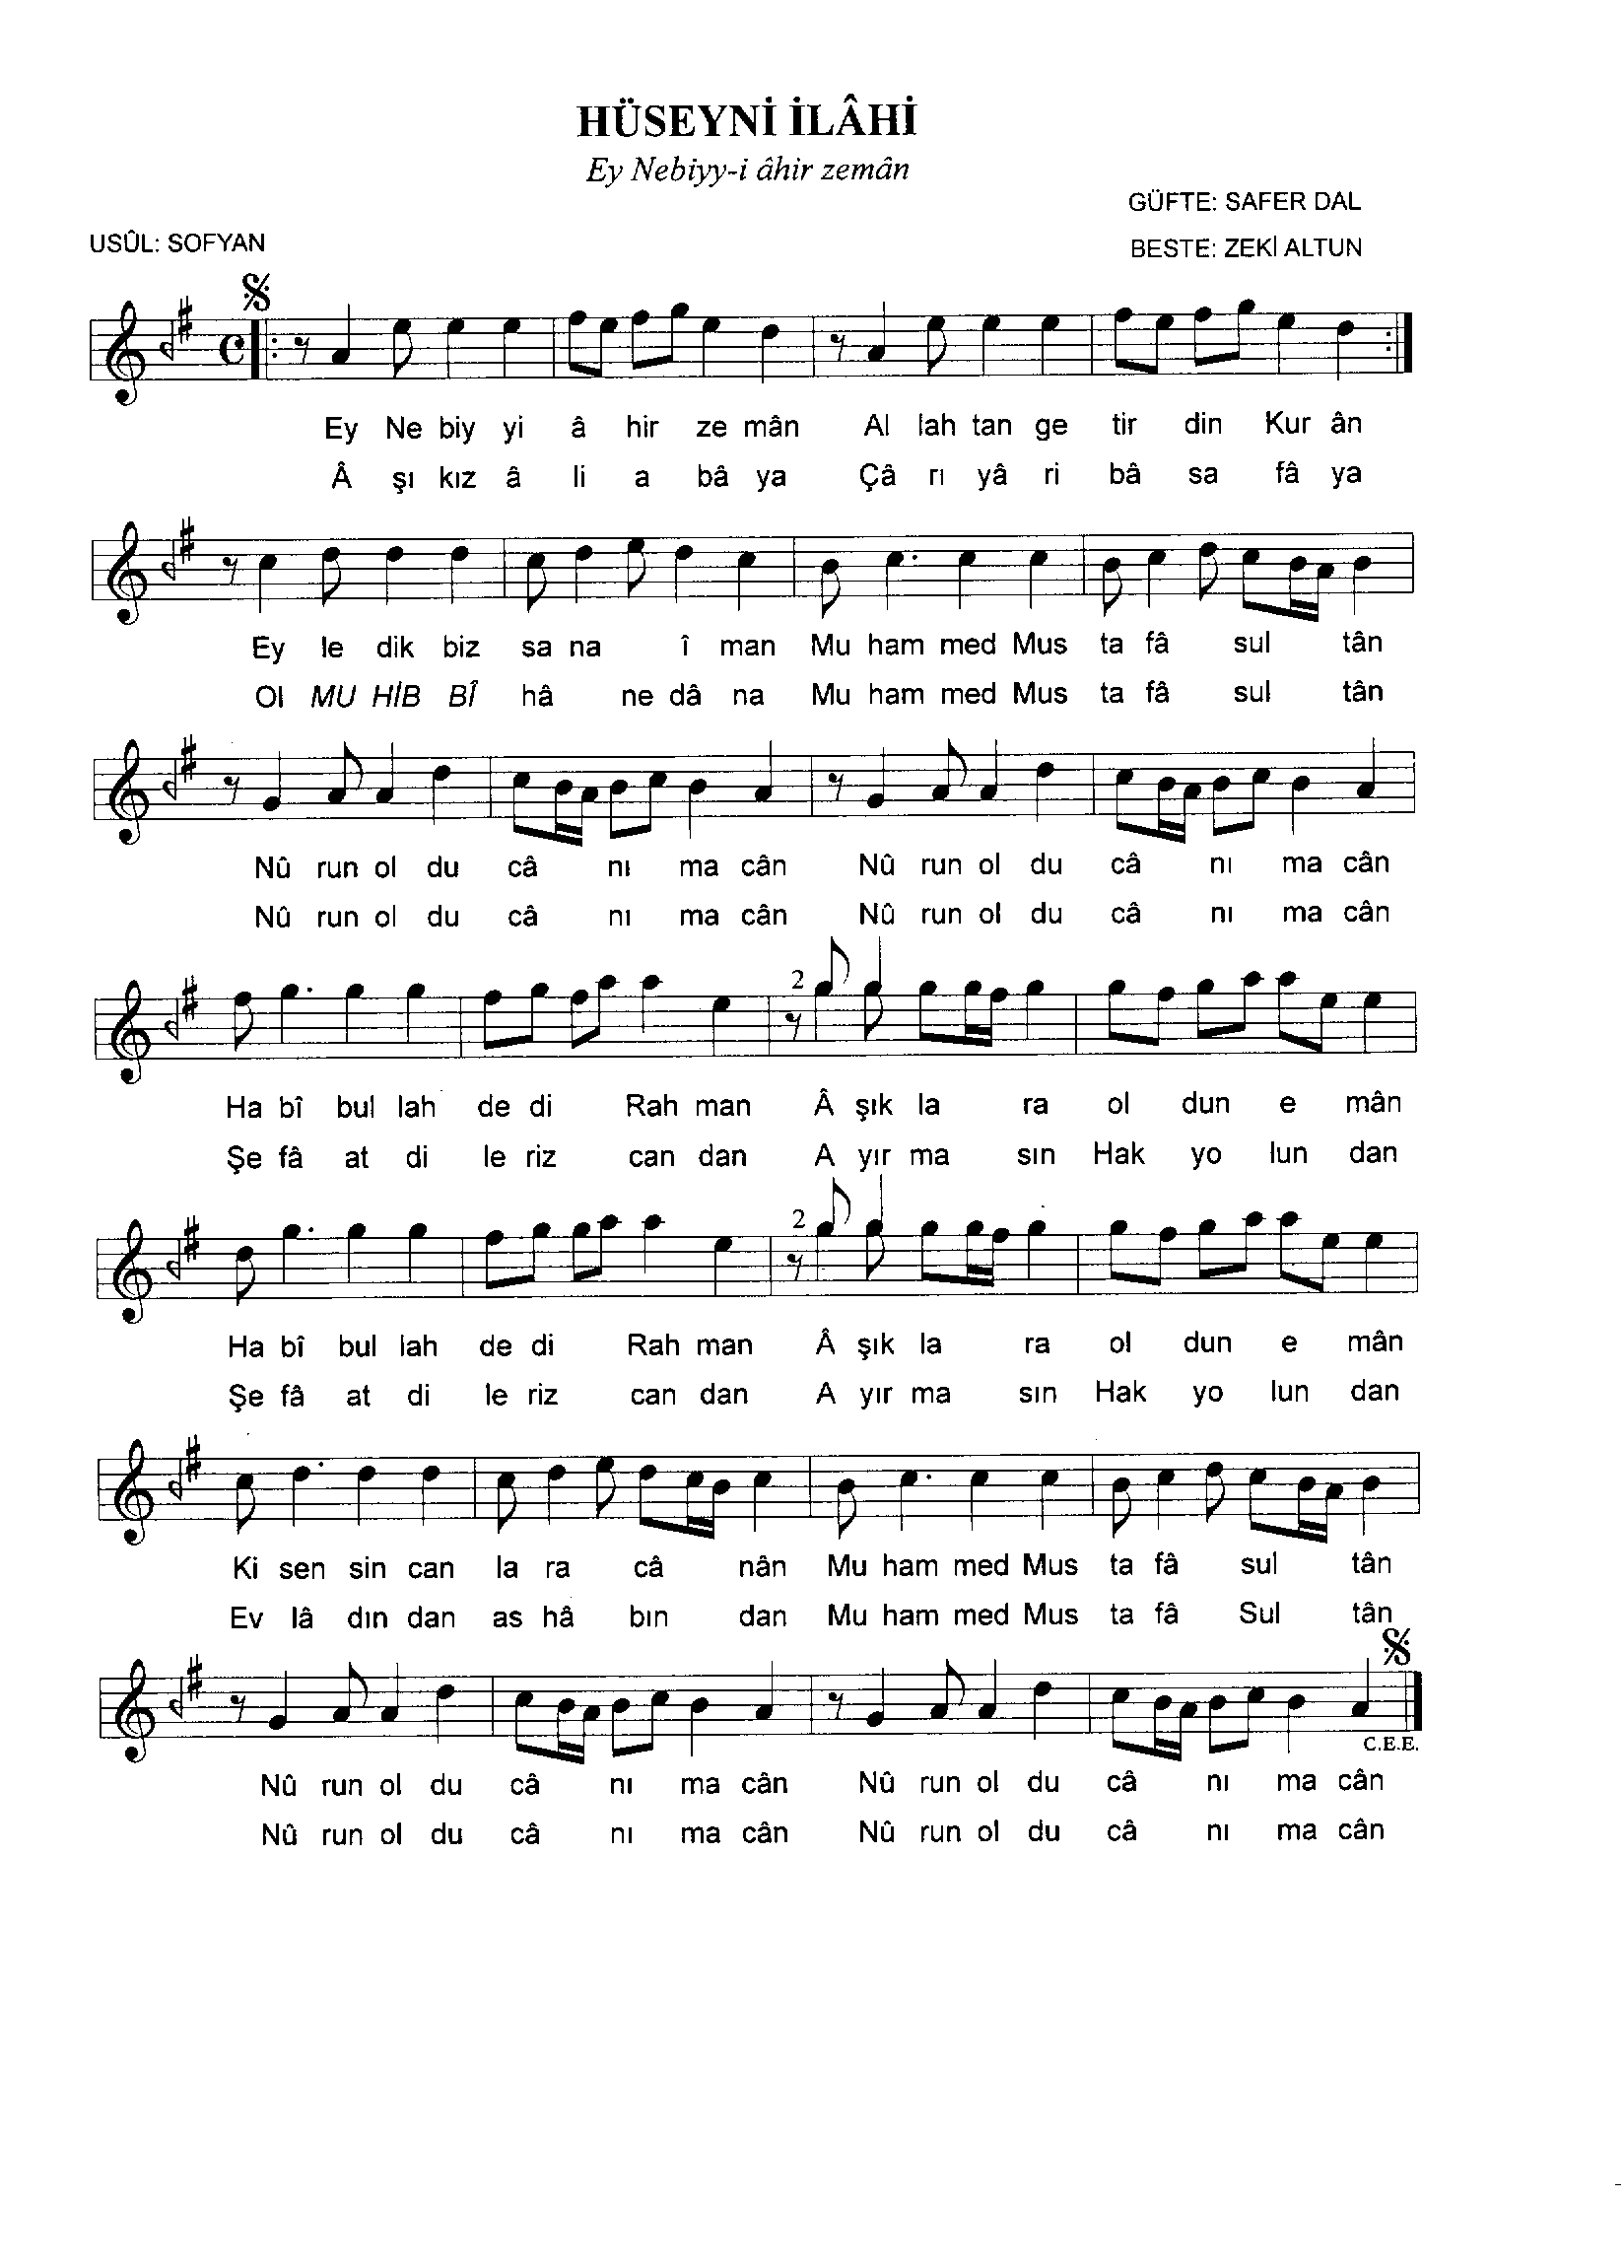 HÜSEYNİ İLÂHİ
Ey Nebiyy-i âhir zemân
GÜFTE: SAFER DAL
USÛL: SOFYAN
BESTE: ZEKİ ALTUN
Ey Ne biy yi â hir ze mân Al lah tan ge tir din Kur ân
Â şı kız â li a bâ ya Çâ rı yâ ri bâ sa fâ ya
Ey le dik biz sa na î man Mu ham med Mus ta fâ sul tân
Ol MU HİB BÎ hâ ne dâ na Mu ham med Mus ta fâ sul tân
Nû run ol du câ nı ma cân Nû run ol du câ nı ma cân
Nû run ol du câ nı ma cân Nû run ol du câ nı ma cân
2
Ha bî bul lah de di Rah man Â şık la ra ol dun e mân
Şe fâ at di le riz can dan A yır ma sın Hak yo lun dan
2
Ha bî bul lah de di Rah man Â şık la ra ol dun e mân
Şe fâ at di le riz can dan A yır ma sın Hak yo lun dan
Ki sen sin can la ra câ nân Mu ham med Mus ta fâ sul tân
Ev lâ dın dan as hâ bın dan Mu ham med Mus ta fâ Sul tân
C.E.E.
Nû run ol du câ nı ma cân Nû run ol du câ nı ma cân
Nû run ol du câ nı ma cân Nû run ol du câ nı ma cân